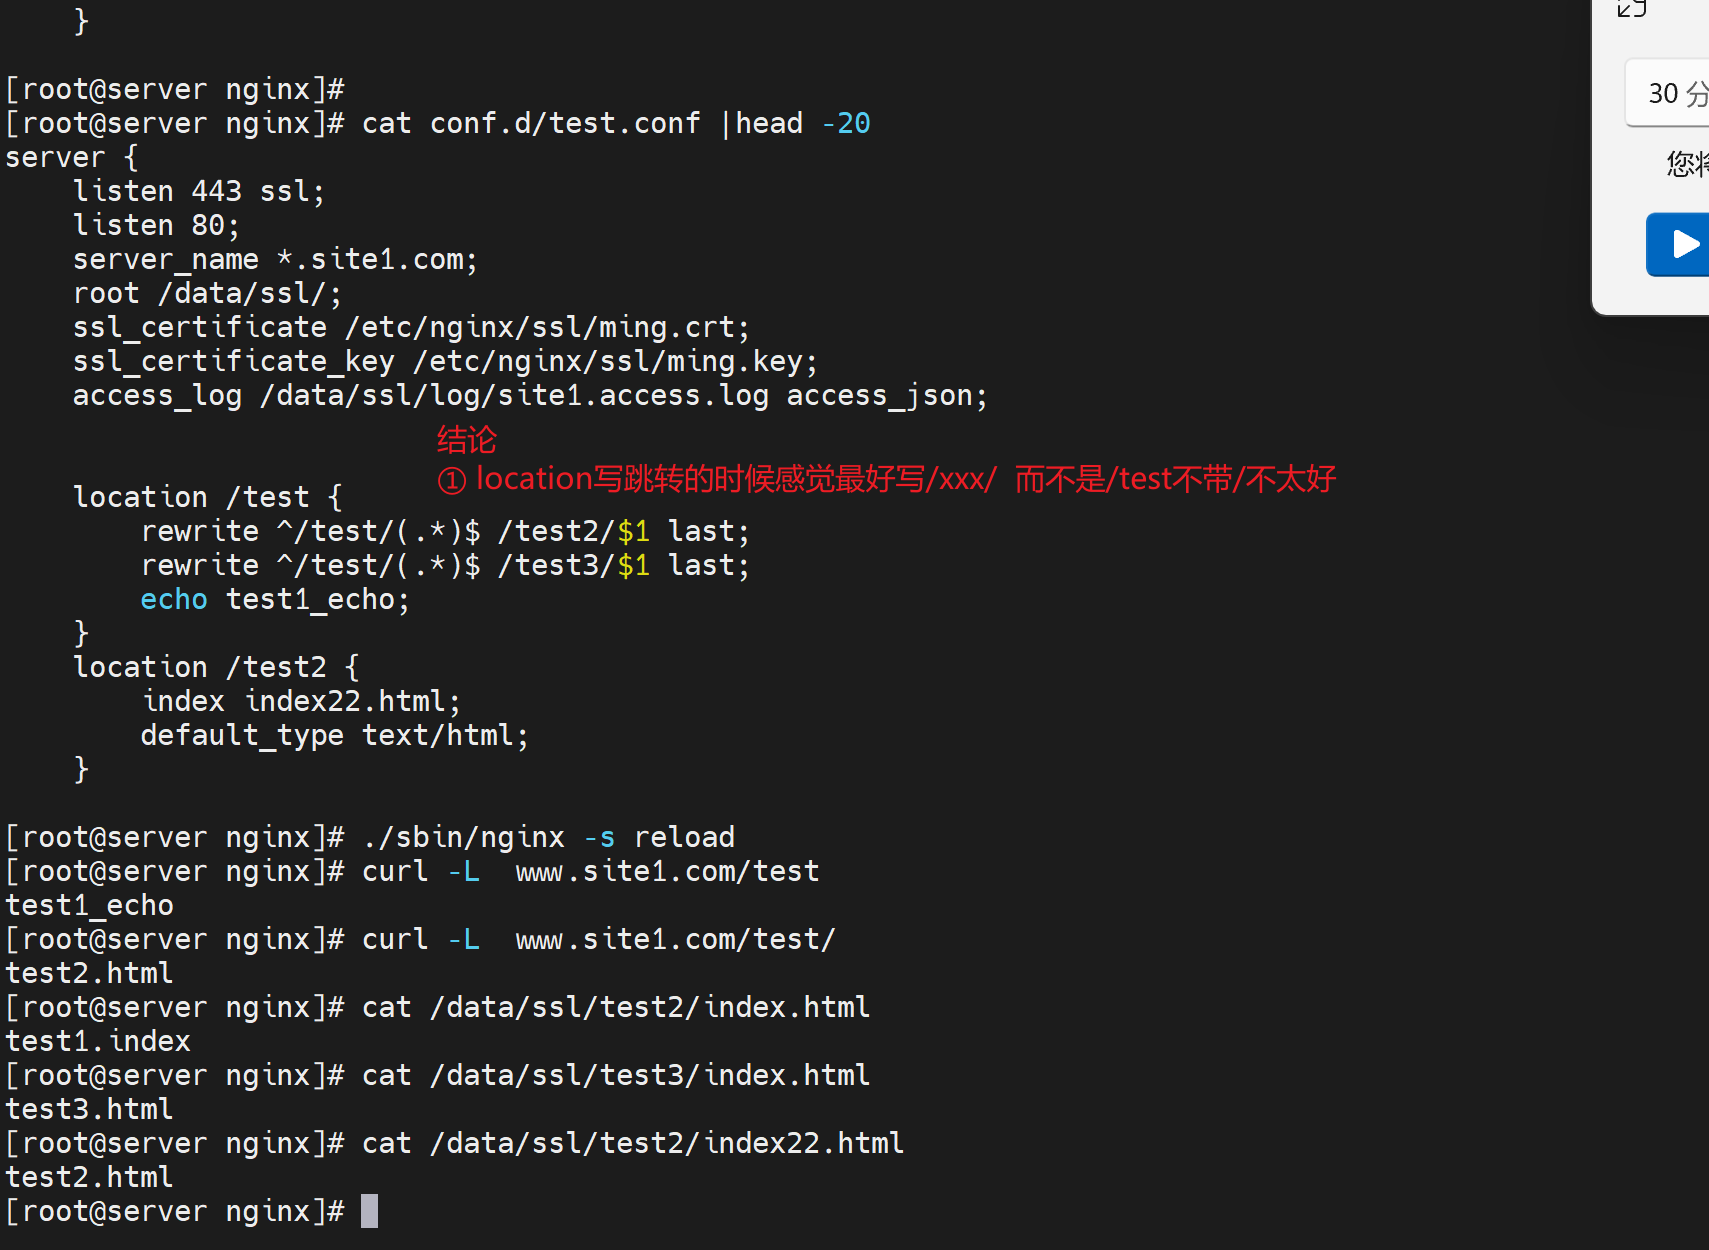 }
[root@server nginx]#
[root@server nginx]# cat conf.d/test.conf |head -20
server {
    listen 443 ssl;
    listen 80;
    server_name *.site1.com;
    root /data/ssl/;
    ssl_certificate /etc/nginx/ssl/ming.crt;
    ssl_certificate_key /etc/nginx/ssl/ming.key;
    access_log /data/ssl/log/site1.access.log access_json;
结论
① location写跳转的时候感觉最好写/xxx/ 而不是/test不带/不太好
    location /test {
        rewrite ^/test/(.*)$ /test2/$1 last;
        rewrite ^/test/(.*)$ /test3/$1 last;
        echo test1_echo;
    }
    location /test2 {
        index index22.html;
        default_type text/html;
    }
[root@server nginx]# ./sbin/nginx -s reload
[root@server nginx]# curl -L  www.site1.com/test
test1_echo
[root@server nginx]# curl -L  www.site1.com/test/
test2.html
[root@server nginx]# cat /data/ssl/test2/index.html
test1.index
[root@server nginx]# cat /data/ssl/test3/index.html
test3.html
[root@server nginx]# cat /data/ssl/test2/index22.html
test2.html
[root@server nginx]#
30 分
您将